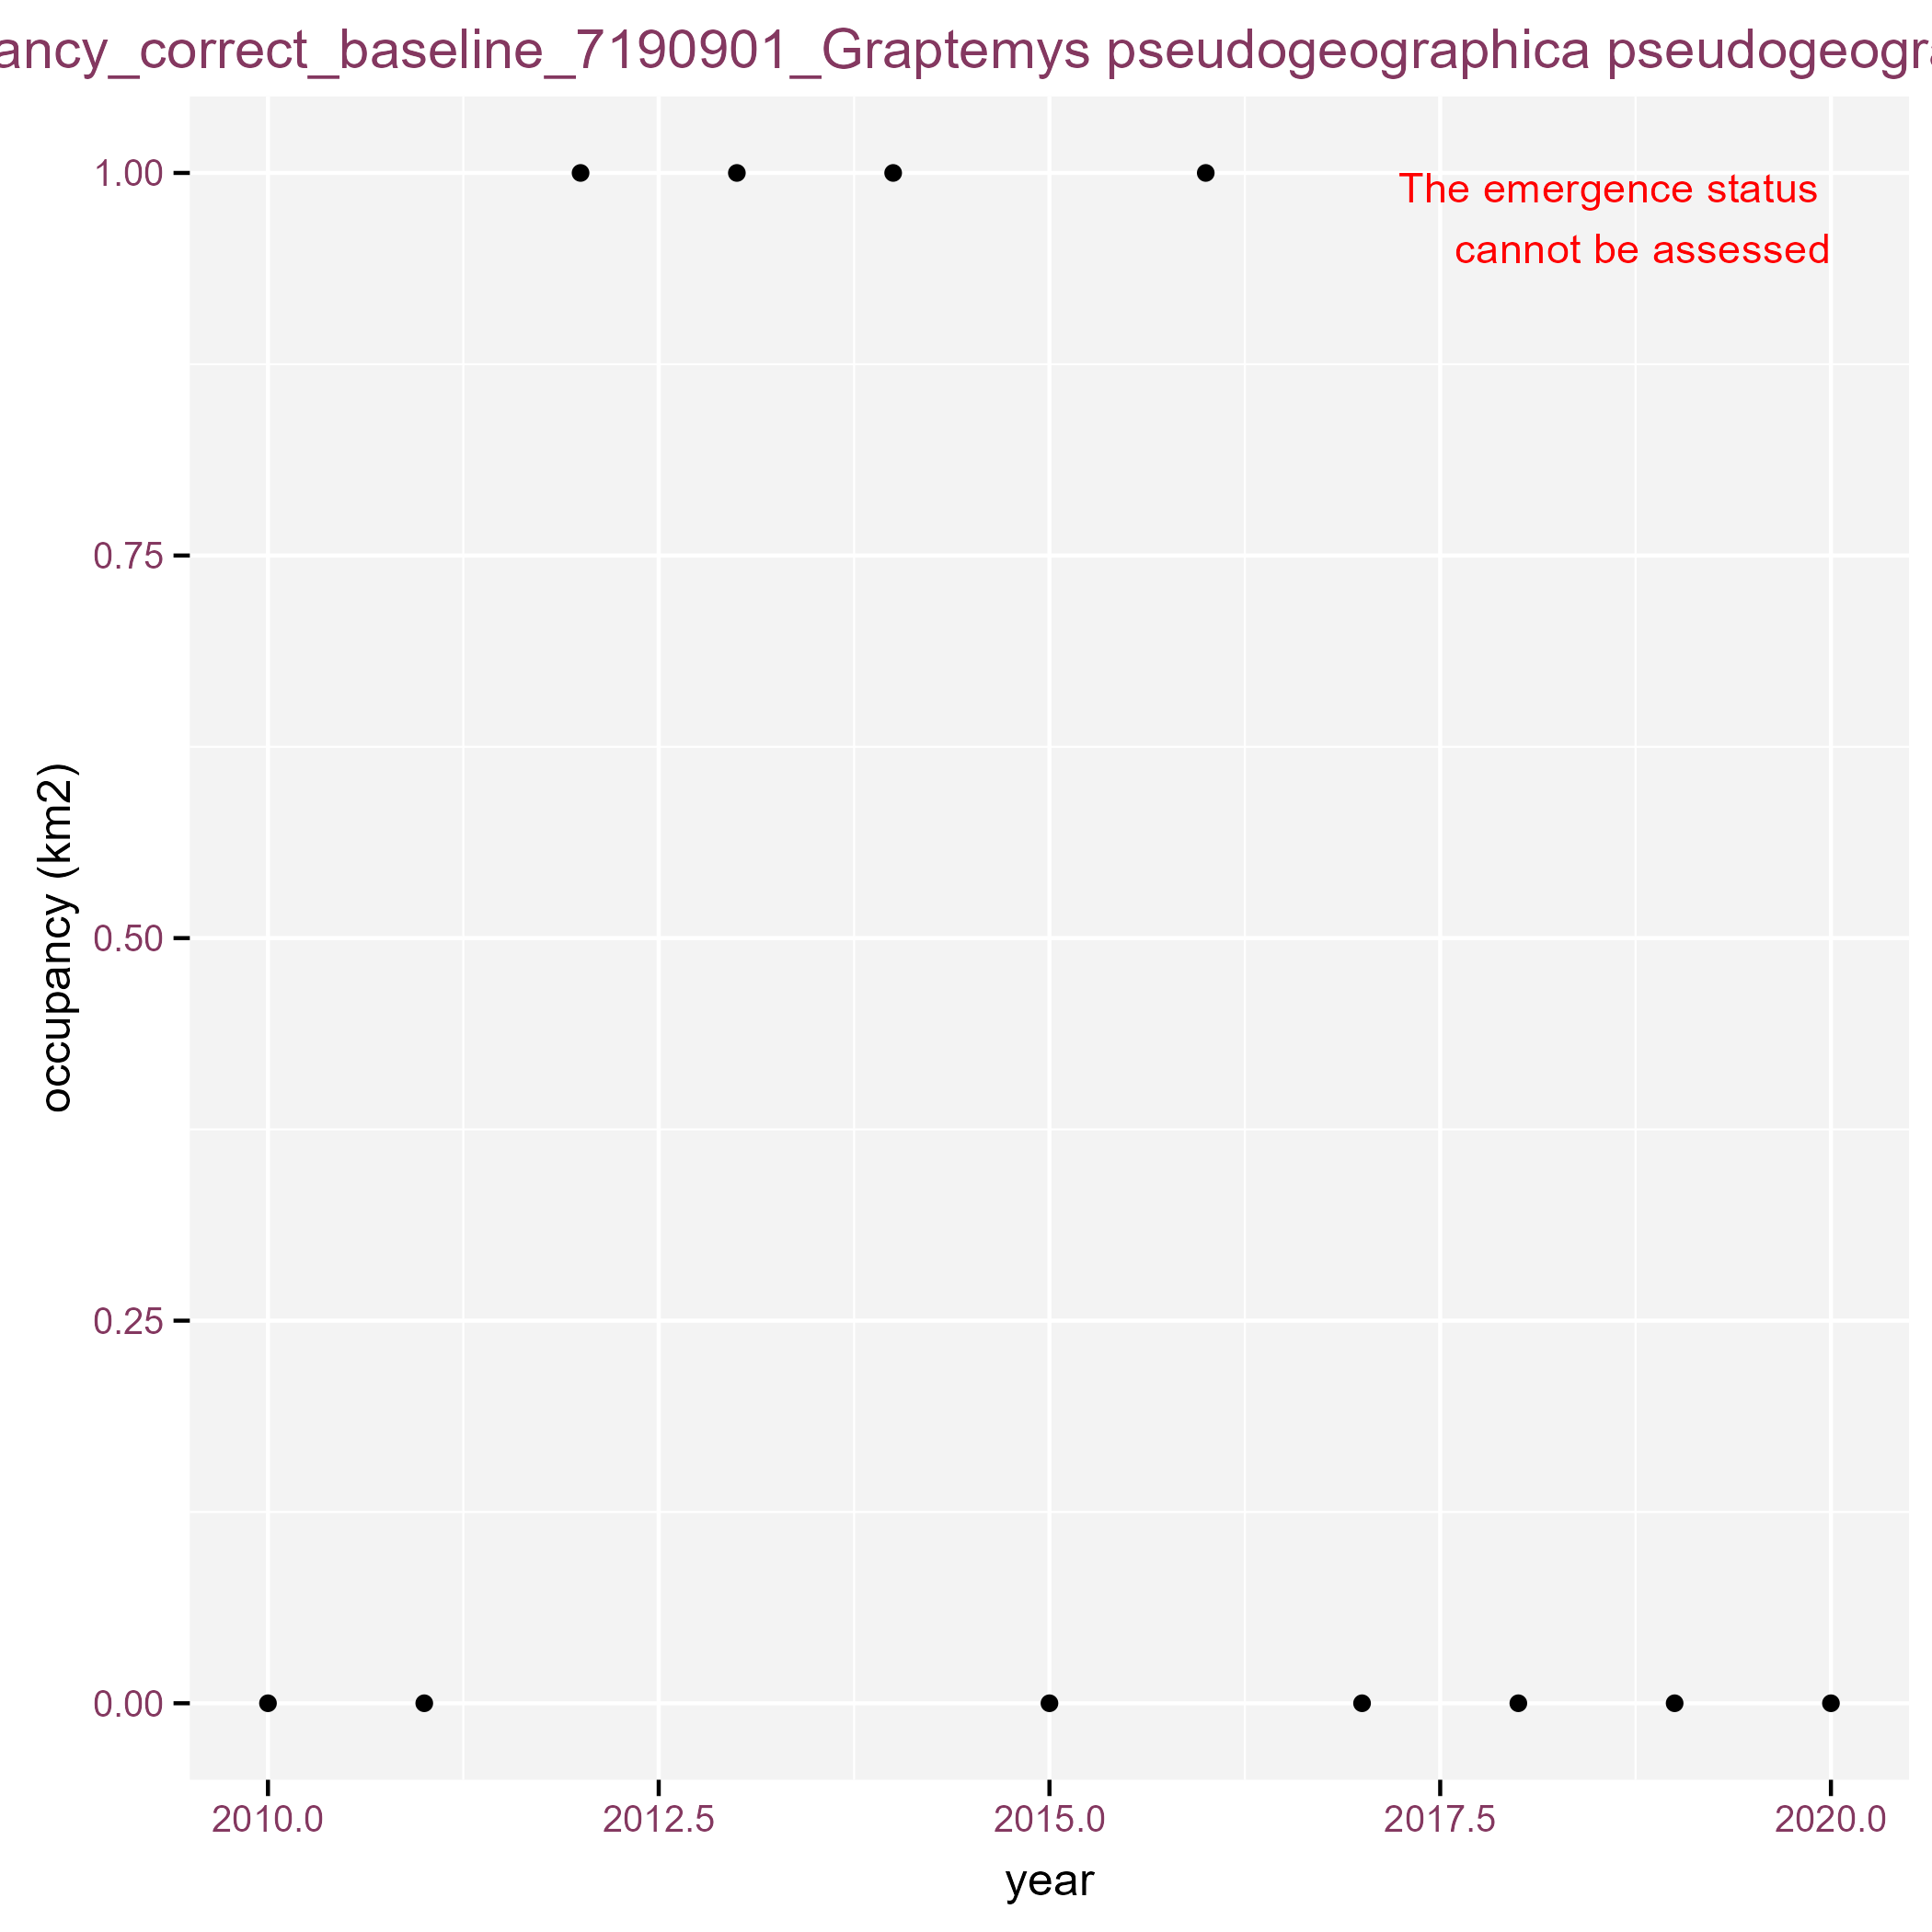 ancy_correct_baseline_7190901_Graptemys pseudogeographica pseudogeogra
1.00
The emergence status
cannot be assessed
0.75
0.50
0.25
0.00
occupancy (km2)
2010.0 2012.5 2015.0 2017.5 2020.0
year